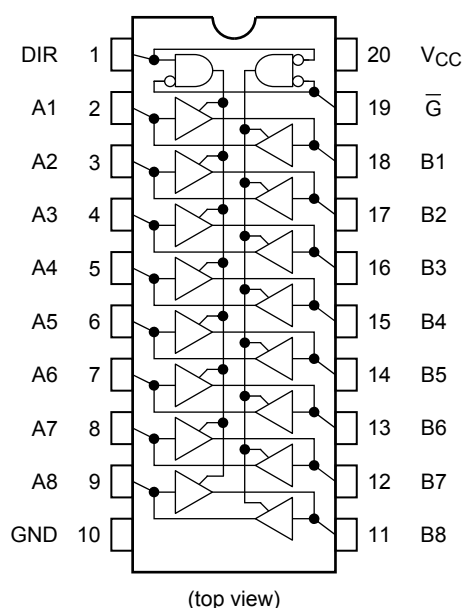 DIR 1 20 VCC
A1 2 19 G̅
A2 3 18 B1
A3 4 17 B2
A4 5 16 B3
A5 6 15 B4
A6 7 14 B5
A7 8 13 B6
A8 9 12 B7
GND 10 11 B8
(top view)